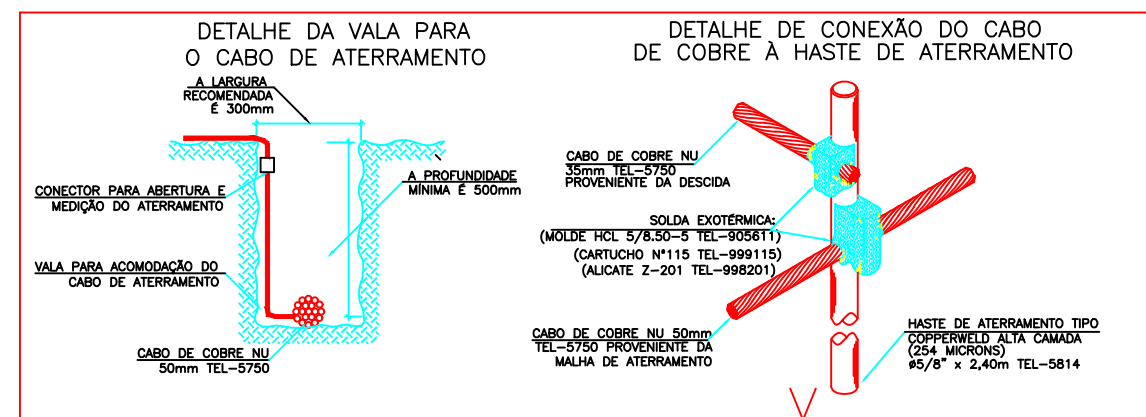 DETALHE DA VALA PARA
O CABO DE ATERRAMENTO
A LARGURA
RECOMENDADA
É 300mm
A PROFUNDIDADE
MÍNIMA É 500mm
CONECTOR PARA ABERTURA E
MEDIÇÃO DO ATERRAMENTO
VALA PARA ACOMODAÇÃO DO
CABO DE ATERRAMENTO
CABO DE COBRE NU
50mm TEL-5750
DETALHE DE CONEXÃO DO CABO
DE COBRE À HASTE DE ATERRAMENTO
CABO DE COBRE NU
35mm TEL-5750
PROVENIENTE DA DESCIDA
SOLDA EXOTÉRMICA:
(MOLDE HCL 5/8.50-5 TEL-905611)
(CARTUCHO N°115 TEL-999115)
(ALICATE Z-201 TEL-998201)
CABO DE COBRE NU 50mm
TEL-5750 PROVENIENTE DA
MALHA DE ATERRAMENTO
HASTE DE ATERRAMENTO TIPO
COPPERWELD ALTA CAMADA
(254 MICRONS)
ø5/8" x 2,40m TEL-5814